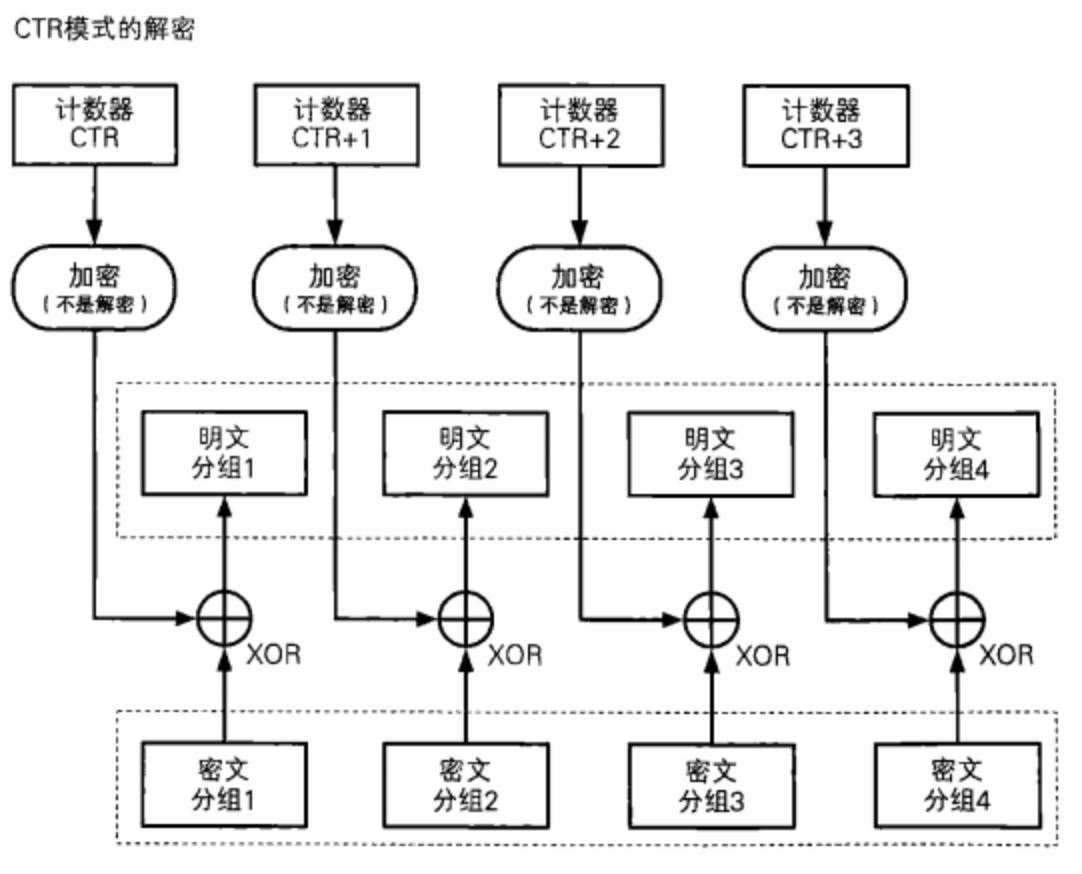 CTR模式的解密
计数器
CTR
计数器
CTR+1
计数器
CTR+2
计数器
CTR+3
加密
(不是解密)
加密
(不是解密)
加密
(不是解密)
加密
(不是解密)
明文
分组1
明文
分组2
明文
分组3
明文
分组4
XOR
XOR
XOR
XOR
密文
分组1
密文
分组2
密文
分组3
密文
分组4